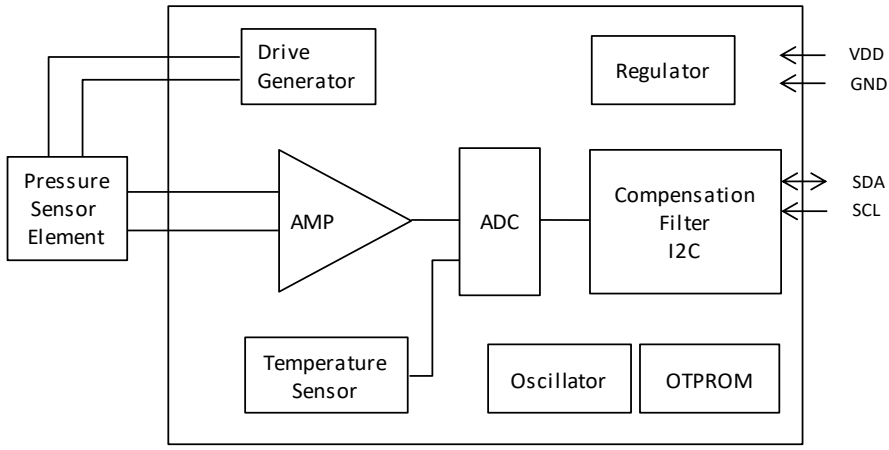 Drive
Generator
Regulator
VDD
GND
Pressure
Sensor
Element
AMP
ADC
Compensation
Filter
I2C
SDA
SCL
Temperature
Sensor
Oscillator
OTPROM